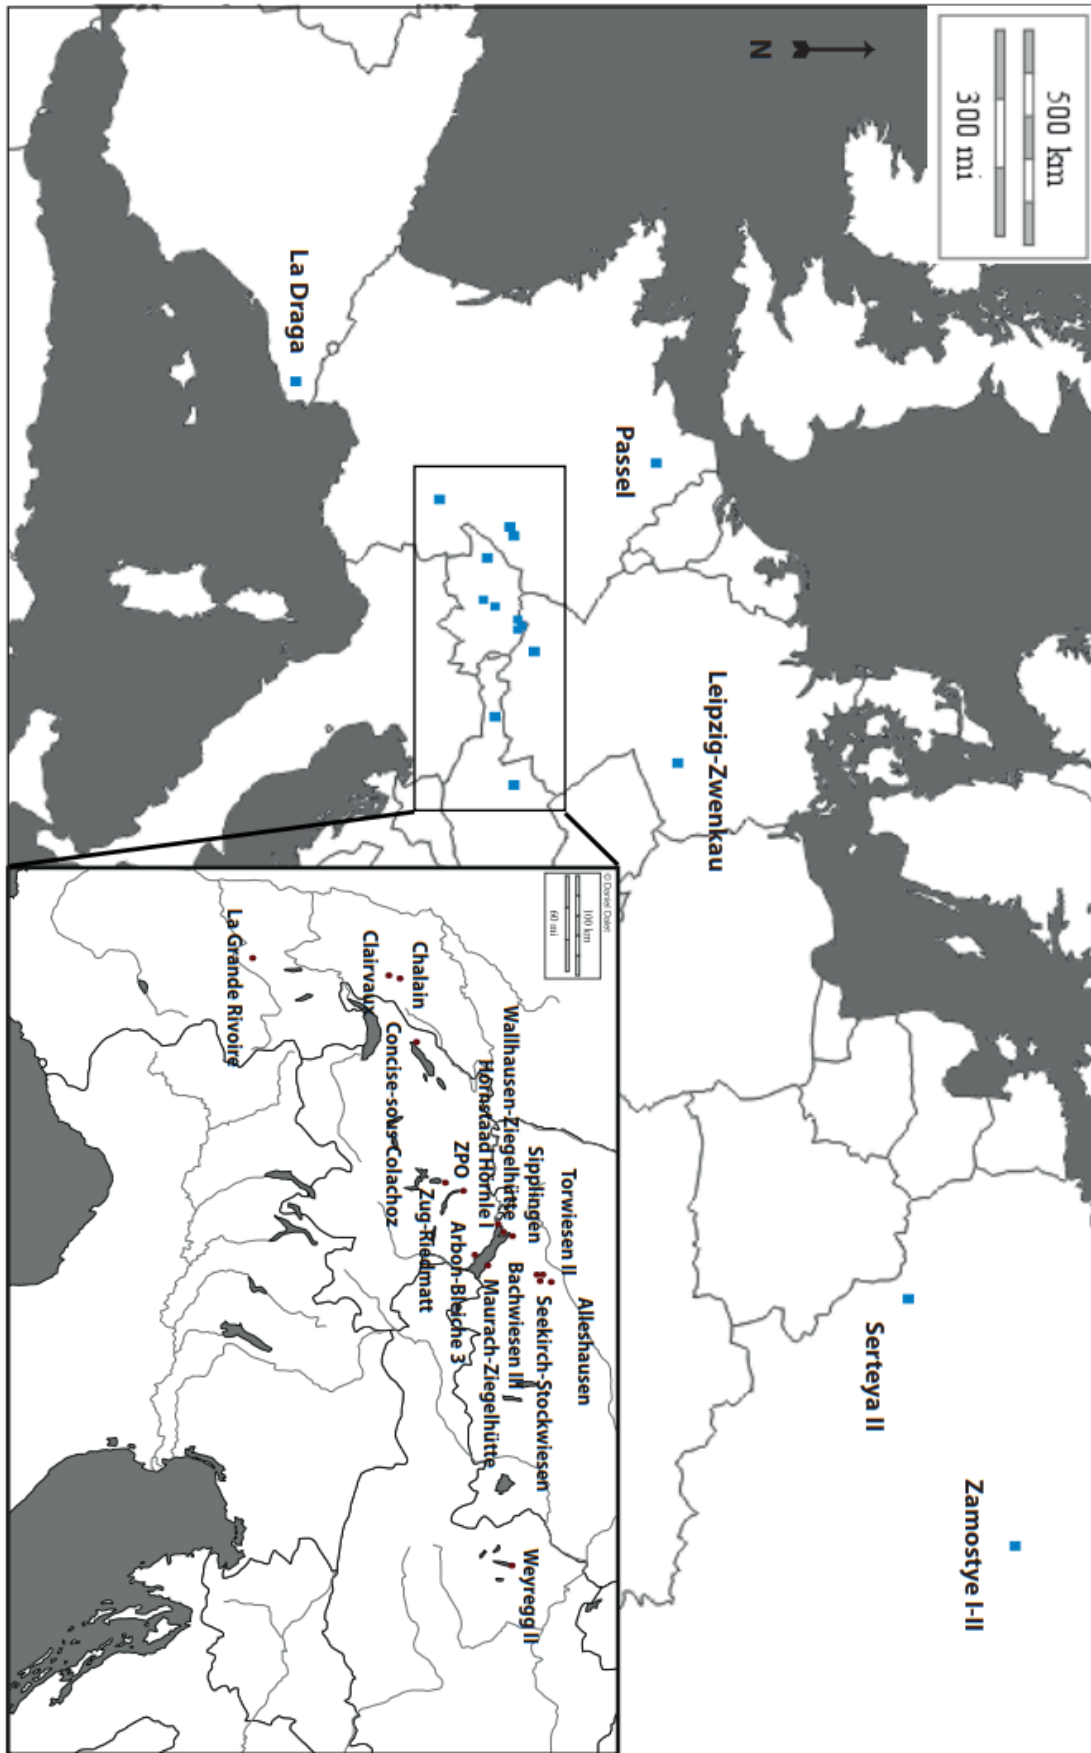 500 km
300 mi
N
Zamostye I-II
Serteya II
Leipzig-Zwenkau
Passel
La Draga
© Daniel Dalet
100 km
60 mi
Alleshausen
Torwiesen II
Seekirch-Stockwiesen
Sipplingen
Bachwiesen III
Wallhausen-Ziegelhütte
Maurach-Ziegelhütte
Hornstaad Hörnle I
Arbon-Bleiche 3
ZPO
Zug-Riedmatt
Weyregg II
Chalain
Concise-sous-Colachoz
Clairvaux
La Grande Rivoire